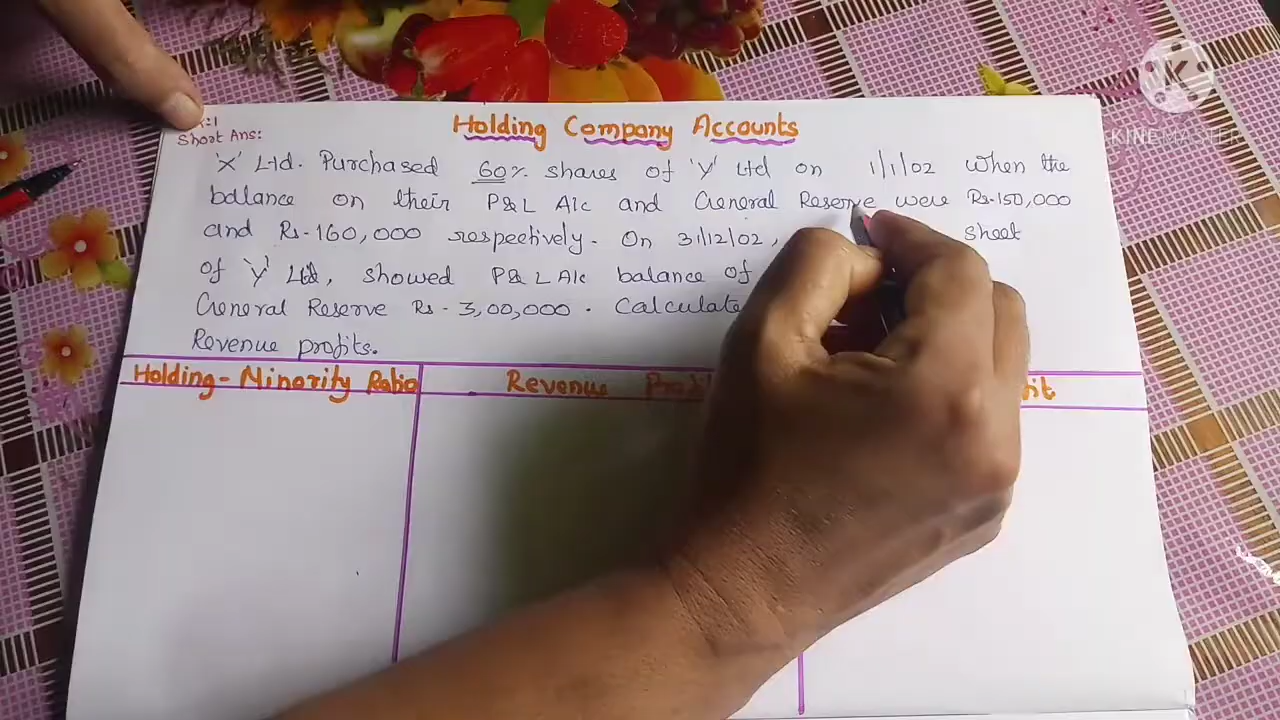 Short Ans:
Holding Company Accounts
'X' Ltd. Purchased 60% shares of 'Y' Ltd on 1/1/02 when the
balance on their P&L A/c and General Reserve were Rs.150,000
and Rs.160,000 respectively. On 31/12/02, sheet
of 'Y' Ltd, showed P&L A/c balance of
General Reserve Rs. 3,00,000. Calculate
Revenue profits.
Holding-Minority Ratio Revenue
KINEMASTER